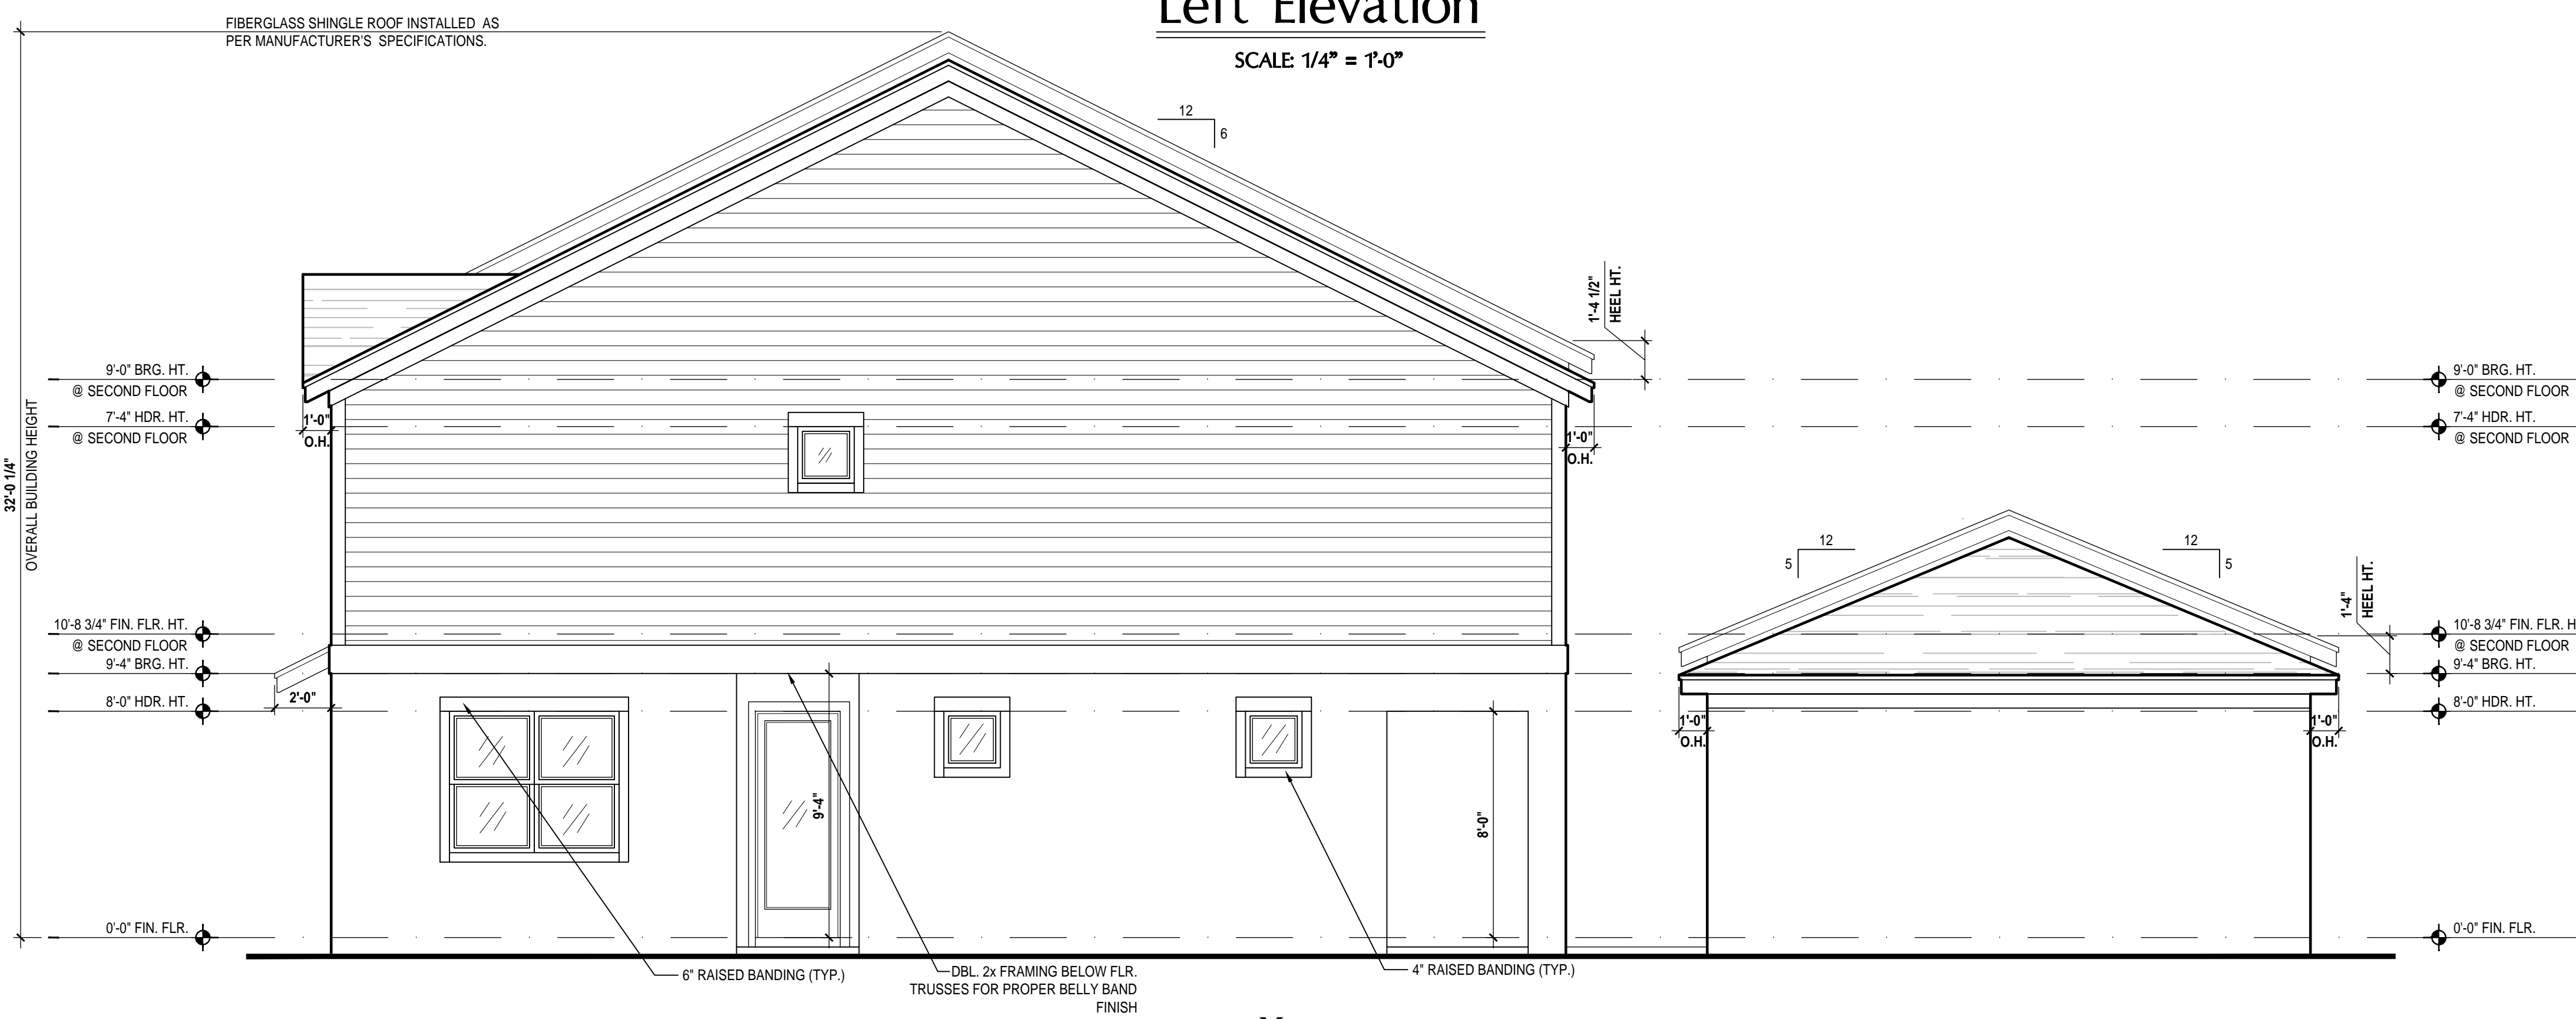 Left Elevation
SCALE: 1/4" = 1'-0"
FIBERGLASS SHINGLE ROOF INSTALLED AS
PER MANUFACTURER'S SPECIFICATIONS.
12
6
1'-4 1/2"
HEEL HT.
9'-0" BRG. HT.
@ SECOND FLOOR
7'-4" HDR. HT.
@ SECOND FLOOR
1'-0"
O.H.
1'-0"
O.H.
9'-0" BRG. HT.
@ SECOND FLOOR
7'-4" HDR. HT.
@ SECOND FLOOR
32'-0 1/4"
OVERALL BUILDING HEIGHT
12
5
12
5
1'-4"
HEEL HT.
10'-8 3/4" FIN. FLR. HT.
@ SECOND FLOOR
9'-4" BRG. HT.
8'-0" HDR. HT.
2'-0"
1'-0"
O.H.
1'-0"
O.H.
10'-8 3/4" FIN. FLR. H
@ SECOND FLOOR
9'-4" BRG. HT.
8'-0" HDR. HT.
9'-4"
8'-0"
0'-0" FIN. FLR.
0'-0" FIN. FLR.
6" RAISED BANDING (TYP.)
DBL. 2x FRAMING BELOW FLR.
TRUSSES FOR PROPER BELLY BAND
FINISH
4" RAISED BANDING (TYP.)